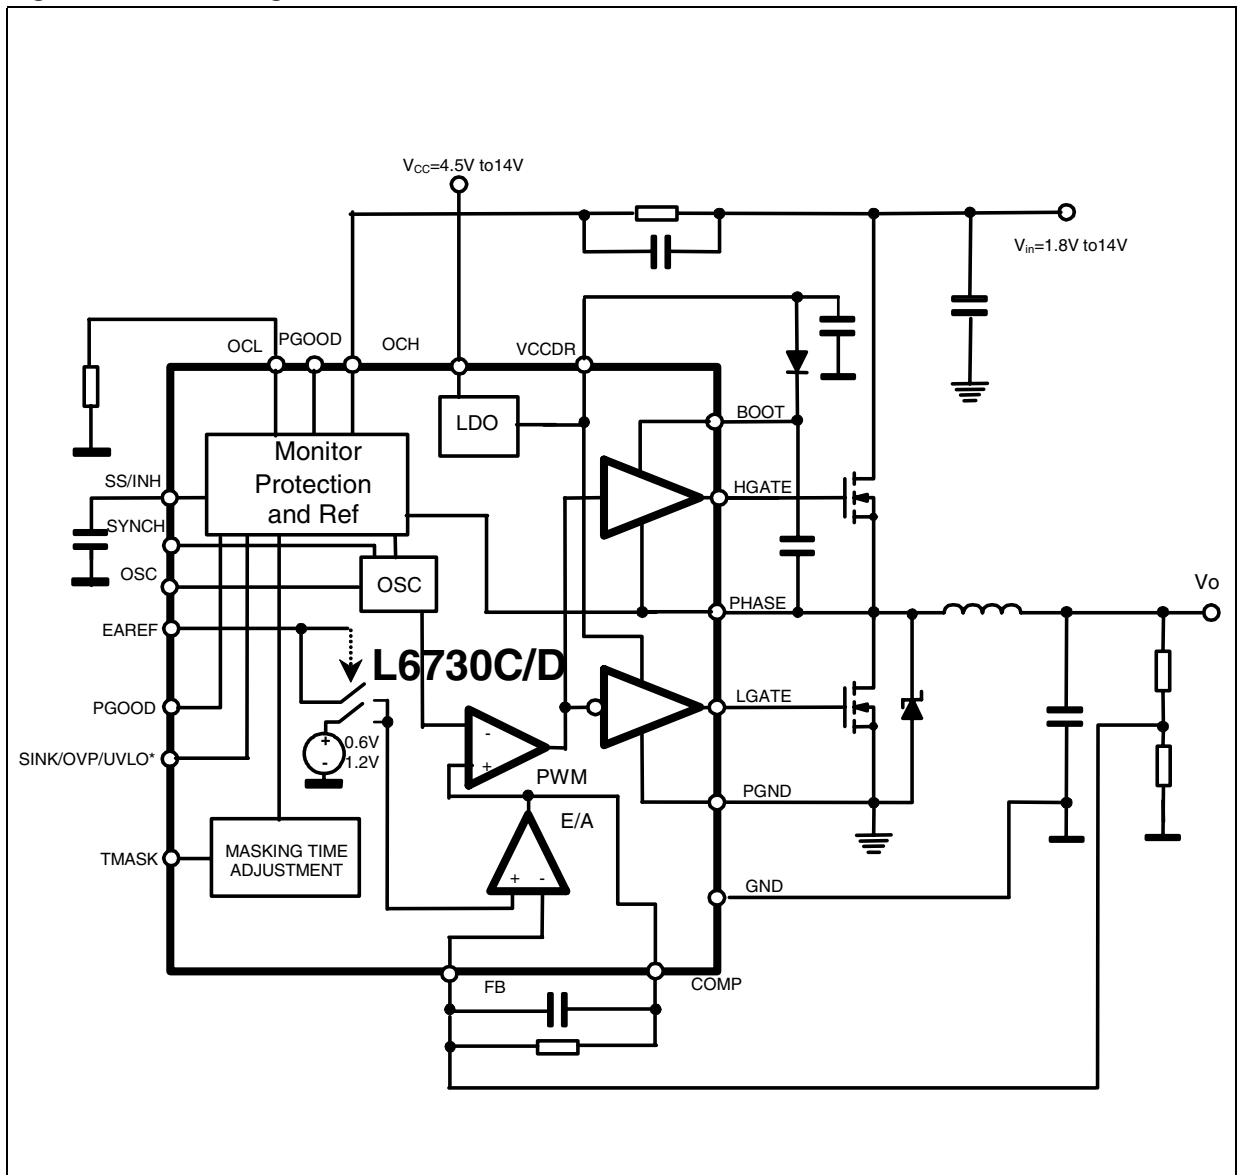 V_CC=4.5V to14V
V_in=1.8V to14V
OCL
PGOOD
OCH
VCCDR
LDO
BOOT
Monitor
Protection
and Ref
SS/INH
HGATE
SYNCH
OSC
OSC
PHASE
Vo
EAREF
L6730C/D
PGOOD
LGATE
+
-
0.6V
1.2V
-
+
SINK/OVP/UVLO*
PWM
PGND
E/A
TMASK
MASKING TIME
ADJUSTMENT
+ -
GND
FB
COMP